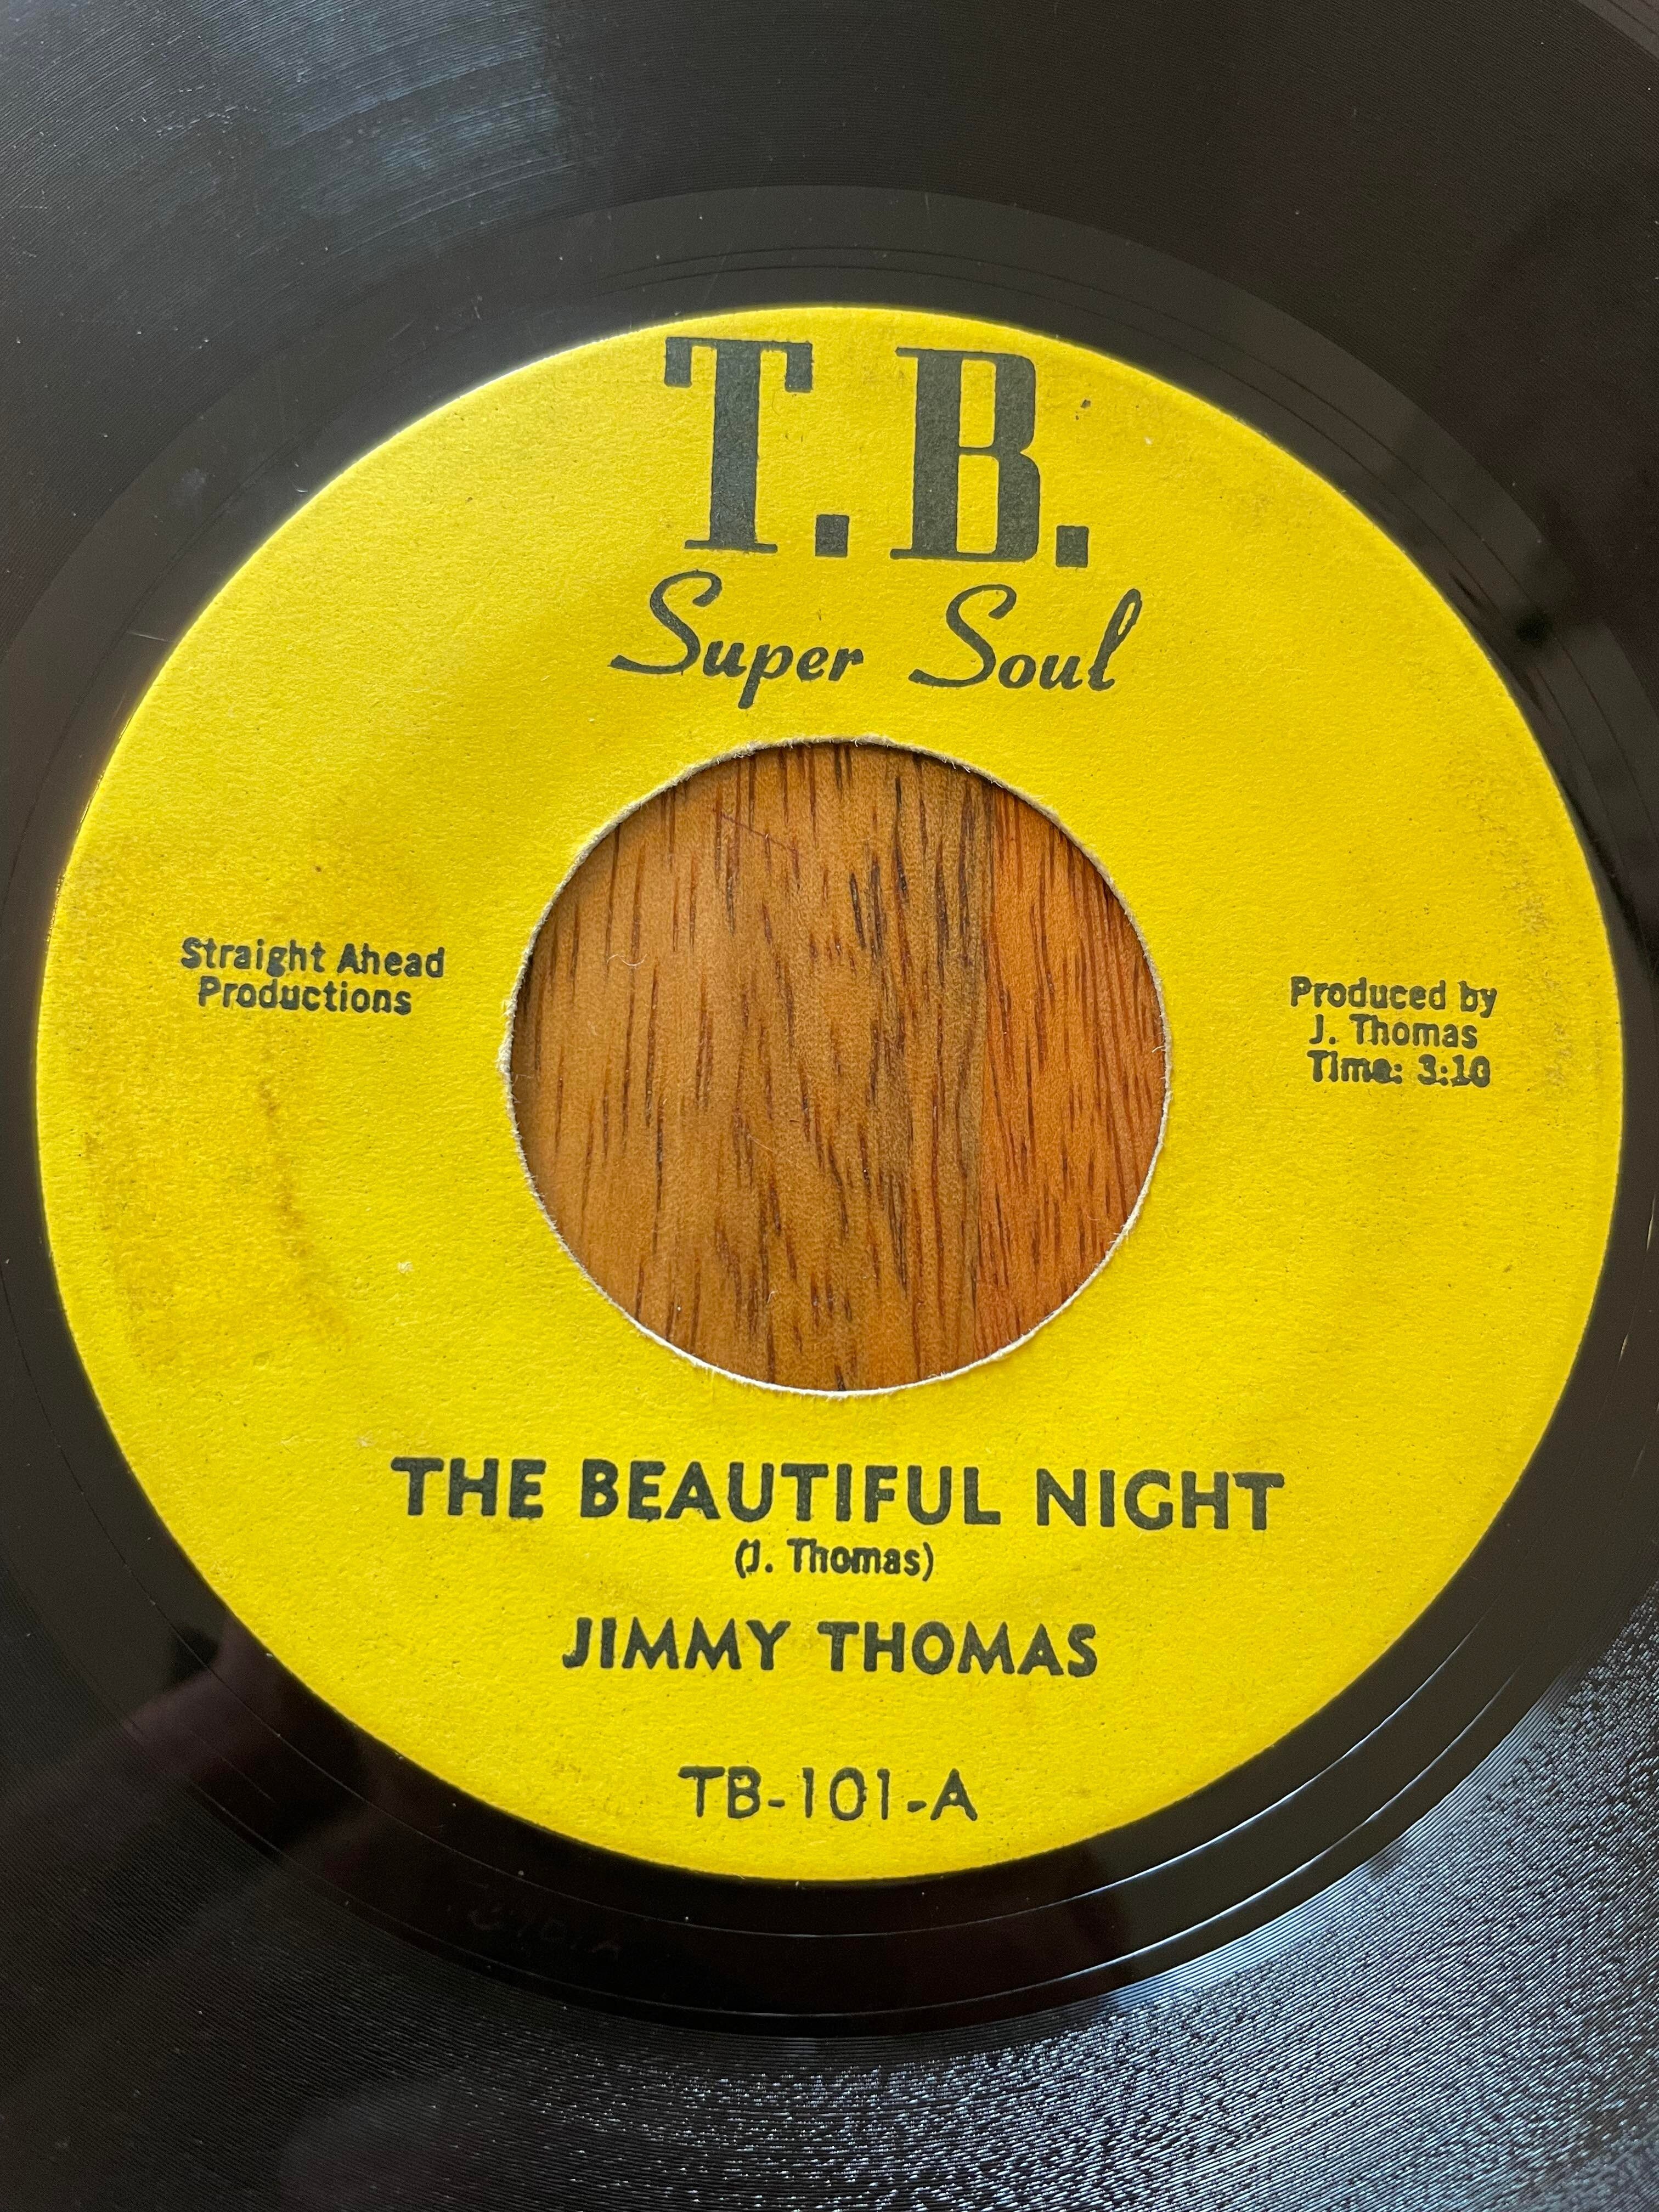 T.B.
Super Soul
Straight Ahead
Productions
Produced by
J. Thomas
Time: 3:10
THE BEAUTIFUL NIGHT
(J. Thomas)
JIMMY THOMAS
TB-101-A